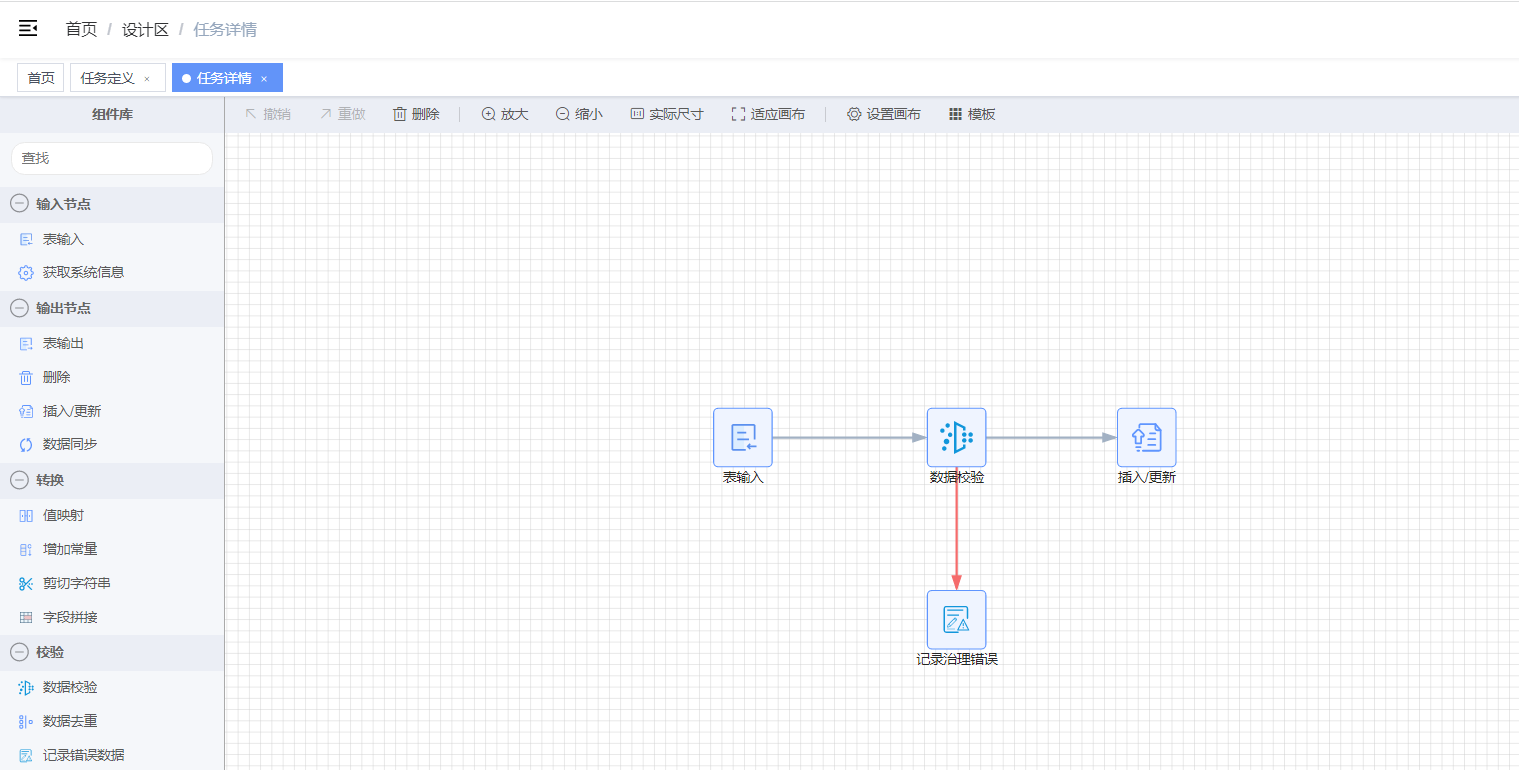 首页 / 设计区 / 任务详情
首页 任务定义 × 任务详情 ×
组件库 撤销 重做 删除 放大 缩小 实际尺寸 适应画布 设置画布 模板
查找
输入节点
表输入
获取系统信息
输出节点
表输出
删除
插入/更新
数据同步
转换
值映射
增加常量
剪切字符串
字段拼接
校验
数据校验
数据去重
记录错误数据
表输入 数据校验 插入/更新
记录治理错误